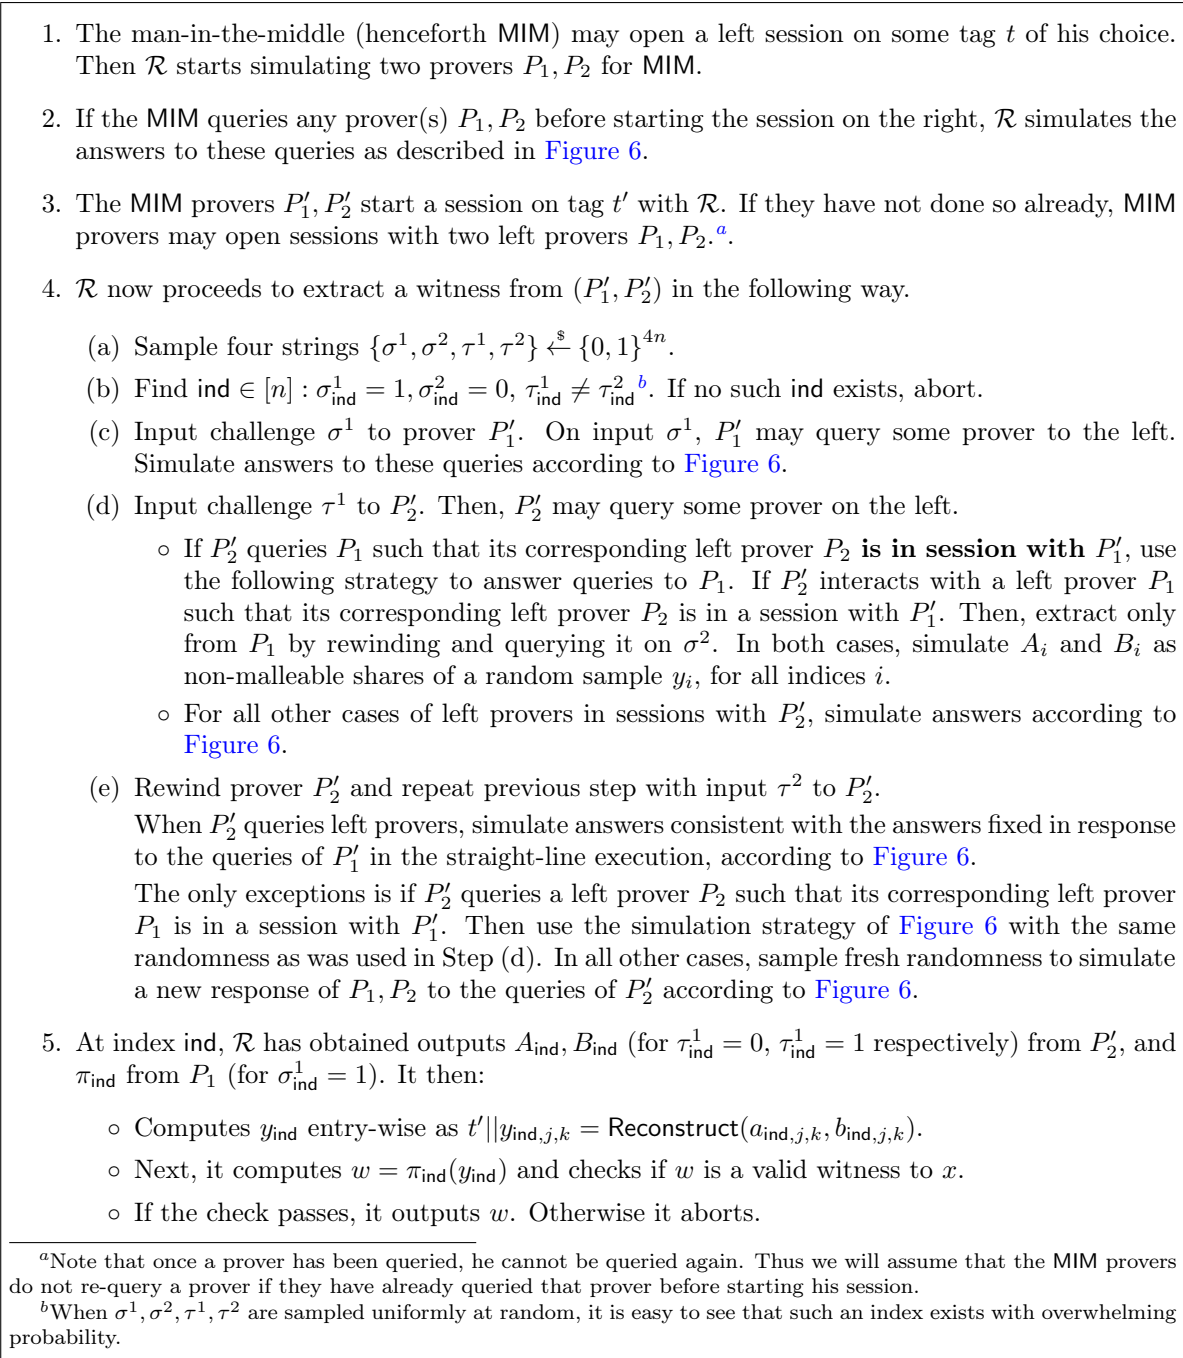 1. The man-in-the-middle (henceforth MIM) may open a left session on some tag t of his choice.
Then R starts simulating two provers P₁, P₂ for MIM.
2. If the MIM queries any prover(s) P₁, P₂ before starting the session on the right, R simulates the
answers to these queries as described in Figure 6.
3. The MIM provers P′₁, P′₂ start a session on tag t′ with R. If they have not done so already, MIM
provers may open sessions with two left provers P₁, P₂.ᵃ.
4. R now proceeds to extract a witness from (P′₁, P′₂) in the following way.
(a) Sample four strings {σ¹, σ², τ¹, τ²} ←$ {0, 1}⁴ⁿ.
(b) Find ind ∈ [n] : σ¹_ind = 1, σ²_ind = 0, τ¹_ind ≠ τ²_ind ᵇ. If no such ind exists, abort.
(c) Input challenge σ¹ to prover P′₁. On input σ¹, P′₁ may query some prover to the left.
Simulate answers to these queries according to Figure 6.
(d) Input challenge τ¹ to P′₂. Then, P′₂ may query some prover on the left.
◦ If P′₂ queries P₁ such that its corresponding left prover P₂ is in session with P′₁, use
the following strategy to answer queries to P₁. If P′₂ interacts with a left prover P₁
such that its corresponding left prover P₂ is in a session with P′₁. Then, extract only
from P₁ by rewinding and querying it on σ². In both cases, simulate Aᵢ and Bᵢ as
non-malleable shares of a random sample yᵢ, for all indices i.
◦ For all other cases of left provers in sessions with P′₂, simulate answers according to
Figure 6.
(e) Rewind prover P′₂ and repeat previous step with input τ² to P′₂.
When P′₂ queries left provers, simulate answers consistent with the answers fixed in response
to the queries of P′₁ in the straight-line execution, according to Figure 6.
The only exceptions is if P′₂ queries a left prover P₂ such that its corresponding left prover
P₁ is in a session with P′₁. Then use the simulation strategy of Figure 6 with the same
randomness as was used in Step (d). In all other cases, sample fresh randomness to simulate
a new response of P₁, P₂ to the queries of P′₂ according to Figure 6.
5. At index ind, R has obtained outputs A_ind, B_ind (for τ¹_ind = 0, τ¹_ind = 1 respectively) from P′₂, and
π_ind from P₁ (for σ¹_ind = 1). It then:
◦ Computes y_ind entry-wise as t′||y_ind,j,k = Reconstruct(a_ind,j,k, b_ind,j,k).
◦ Next, it computes w = π_ind(y_ind) and checks if w is a valid witness to x.
◦ If the check passes, it outputs w. Otherwise it aborts.
ᵃNote that once a prover has been queried, he cannot be queried again. Thus we will assume that the MIM provers
do not re-query a prover if they have already queried that prover before starting his session.
ᵇWhen σ¹, σ², τ¹, τ² are sampled uniformly at random, it is easy to see that such an index exists with overwhelming
probability.